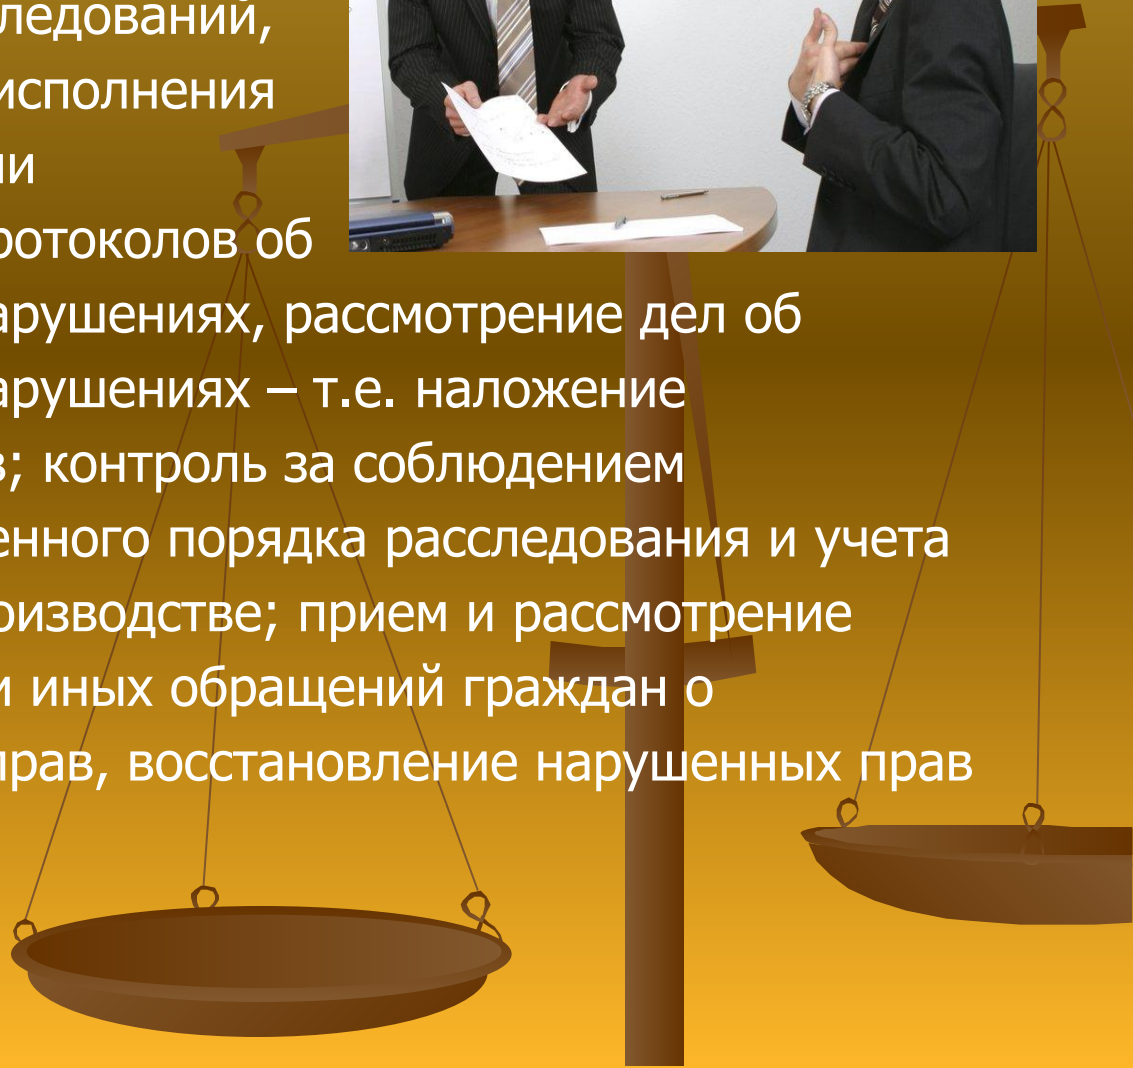 ледований,
исполнения
ии
ротоколов об
арушениях, рассмотрение дел об
арушениях – т.е. наложение
в; контроль за соблюдением
енного порядка расследования и учета
оизводстве; прием и рассмотрение
и иных обращений граждан о
прав, восстановление нарушенных прав